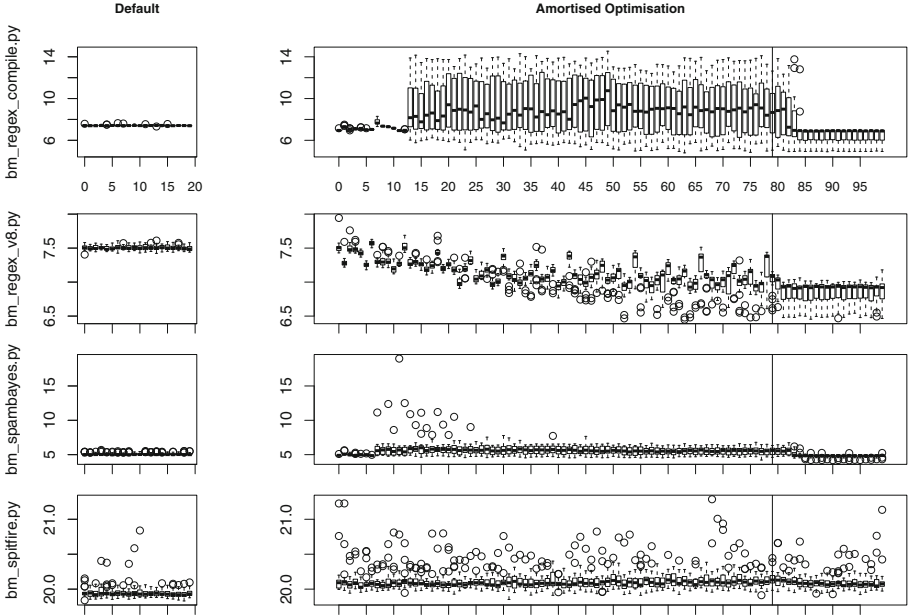 Default Amortised Optimisation
bm_regex_compile.py
14
10
6
14
10
6
0 5 10 15 20
0 5 10 15 20 25 30 35 40 45 50 55 60 65 70 75 80 85 90 95
bm_regex_v8.py
7.5
6.5
7.5
6.5
bm_spambayes.py
15
10
5
15
10
5
bm_spitfire.py
21.0
20.0
21.0
20.0